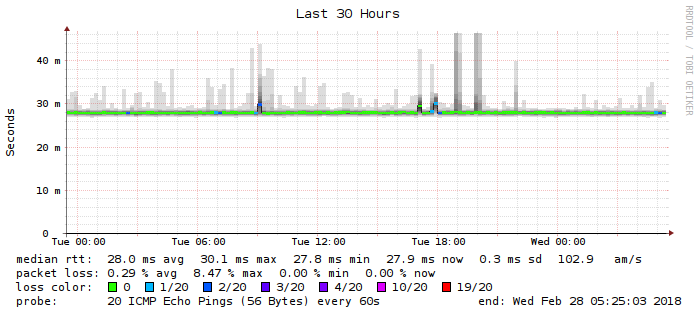 Last 30 Hours
RRDTOOL / TOBI OETIKER
Seconds
40 m
30 m
20 m
10 m
0
Tue 00:00 Tue 06:00 Tue 12:00 Tue 18:00 Wed 00:00
median rtt: 28.0 ms avg 30.1 ms max 27.8 ms min 27.9 ms now 0.3 ms sd 102.9 am/s
packet loss: 0.29 % avg 8.47 % max 0.00 % min 0.00 % now
loss color: 0 1/20 2/20 3/20 4/20 10/20 19/20
probe: 20 ICMP Echo Pings (56 Bytes) every 60s end: Wed Feb 28 05:25:03 2018